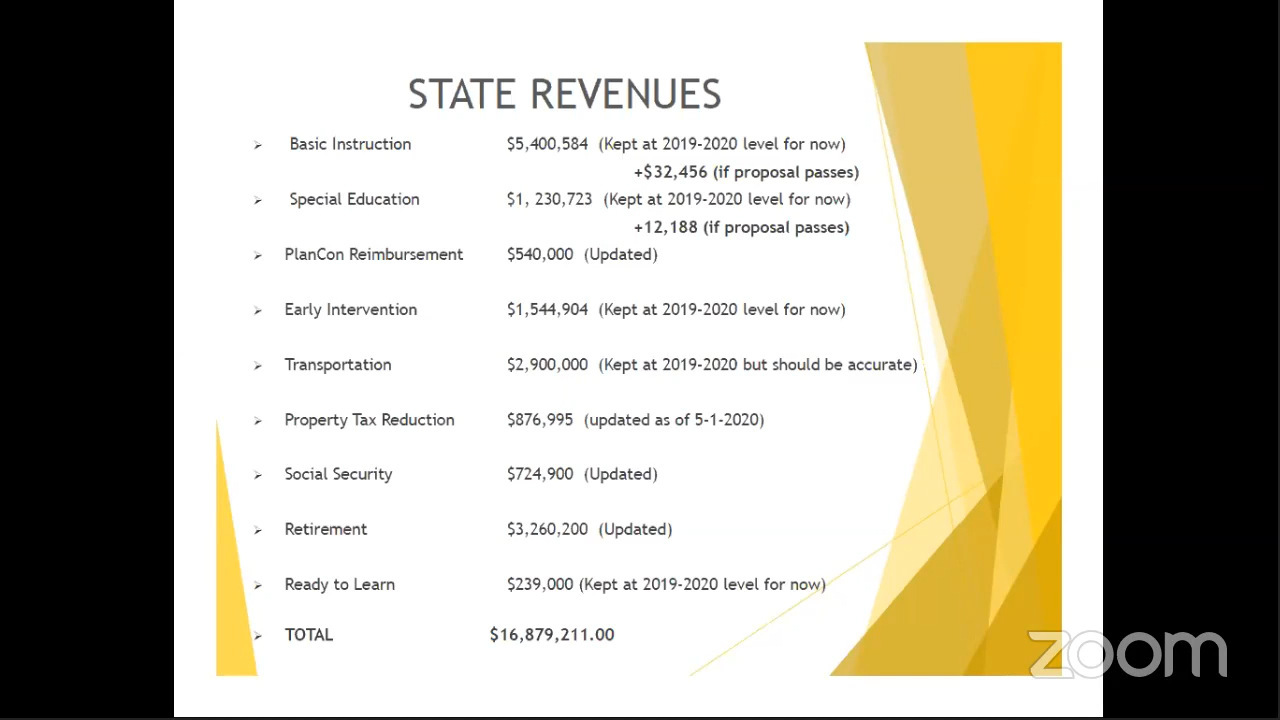 STATE REVENUES
Basic Instruction $5,400,584 (Kept at 2019-2020 level for now)
+$32,456 (if proposal passes)
Special Education $1, 230,723 (Kept at 2019-2020 level for now)
+12,188 (if proposal passes)
PlanCon Reimbursement $540,000 (Updated)
Early Intervention $1,544,904 (Kept at 2019-2020 level for now)
Transportation $2,900,000 (Kept at 2019-2020 but should be accurate)
Property Tax Reduction $876,995 (updated as of 5-1-2020)
Social Security $724,900 (Updated)
Retirement $3,260,200 (Updated)
Ready to Learn $239,000 (Kept at 2019-2020 level for now)
TOTAL $16,879,211.00
zoom